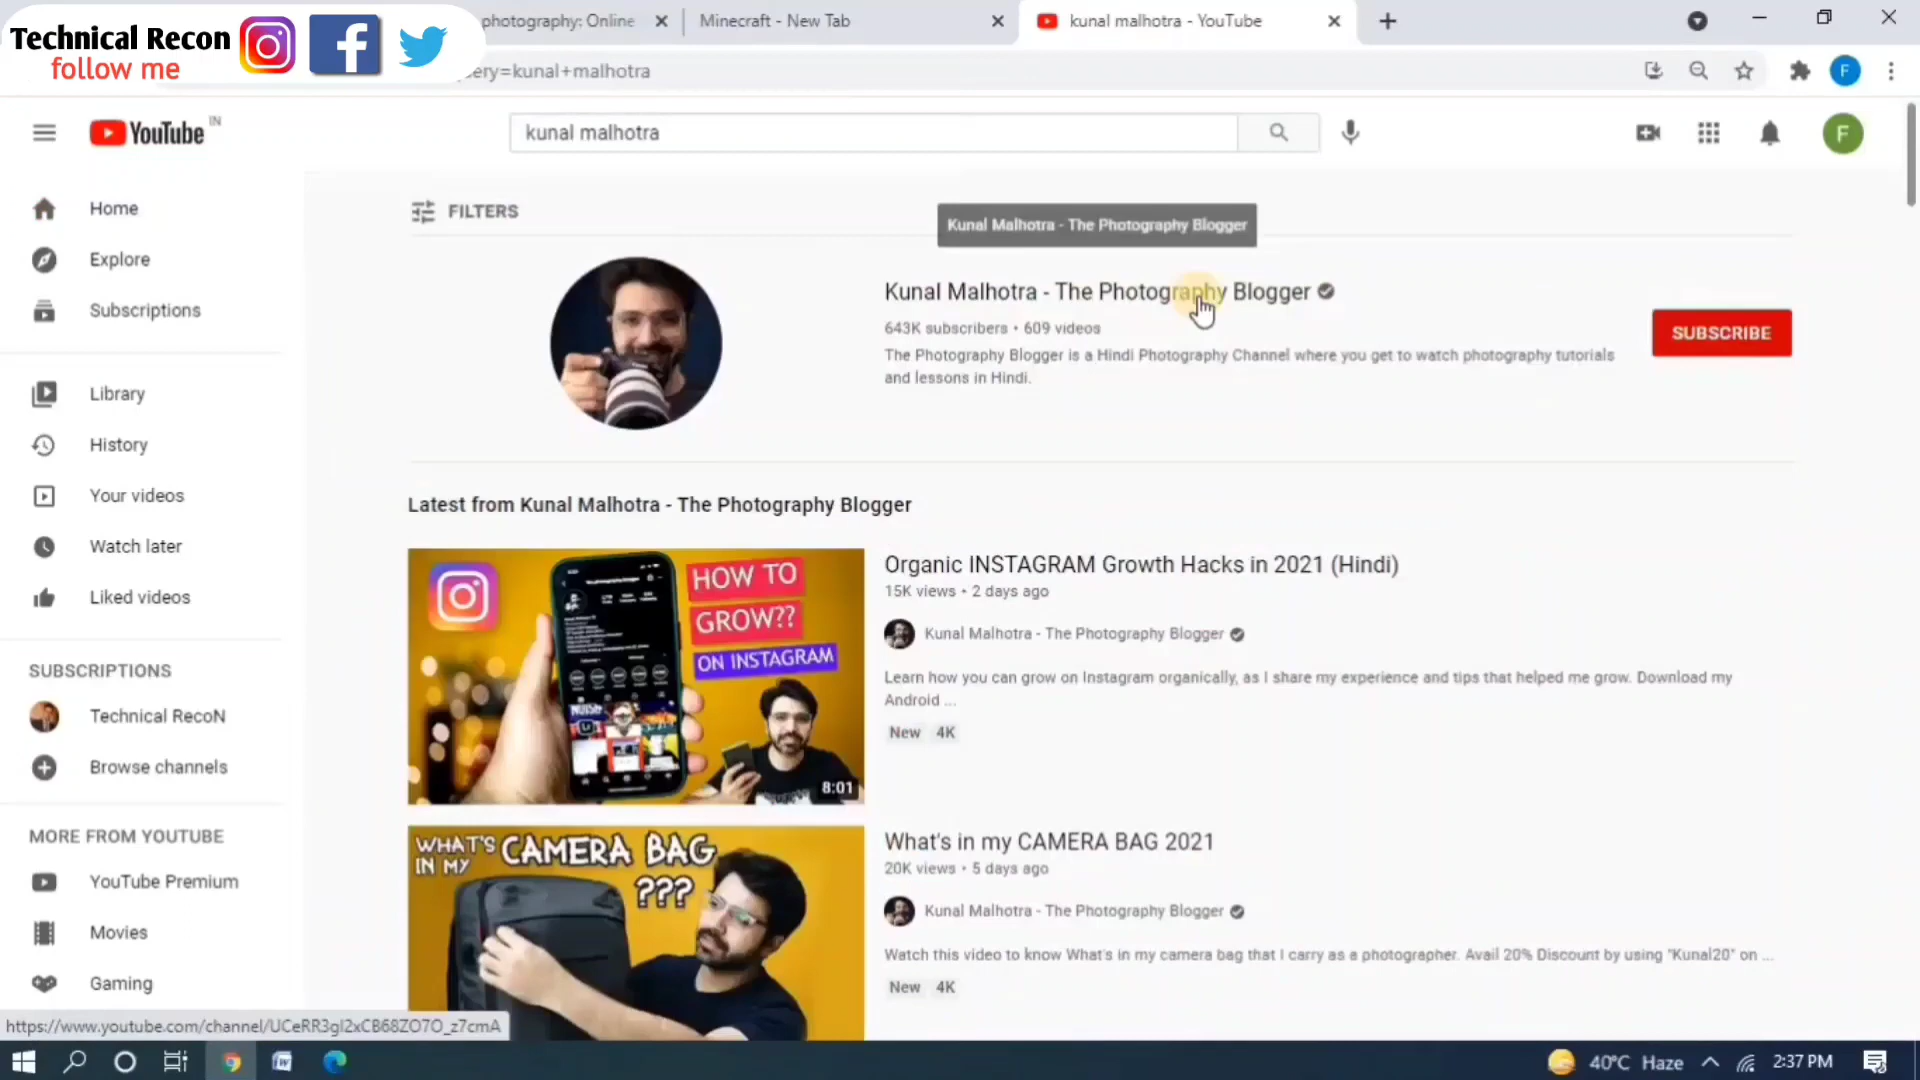 Technical Recon
follow me
photography: Online
Minecraft - New Tab
kunal malhotra - YouTube
ery=kunal+malhotra
F
YouTube IN
kunal malhotra
F
Home
Explore
Subscriptions
Library
History
Your videos
Watch later
Liked videos
SUBSCRIPTIONS
Technical RecoN
Browse channels
MORE FROM YOUTUBE
YouTube Premium
Movies
Gaming
FILTERS
Kunal Malhotra - The Photography Blogger
Kunal Malhotra - The Photography Blogger
643K subscribers • 609 videos
The Photography Blogger is a Hindi Photography Channel where you get to watch photography tutorials
and lessons in Hindi.
SUBSCRIBE
Latest from Kunal Malhotra - The Photography Blogger
HOW TO
GROW??
ON INSTAGRAM
8:01
Organic INSTAGRAM Growth Hacks in 2021 (Hindi)
15K views • 2 days ago
Kunal Malhotra - The Photography Blogger
Learn how you can grow on Instagram organically, as I share my experience and tips that helped me grow. Download my
Android ...
New 4K
WHAT'S IN MY CAMERA BAG
???
What's in my CAMERA BAG 2021
20K views • 5 days ago
Kunal Malhotra - The Photography Blogger
Watch this video to know What's in my camera bag that I carry as a photographer. Avail 20% Discount by using "Kunal20" on ...
New 4K
https://www.youtube.com/channel/UCeRR3gI2xCB68ZO7O_z7cmA
40°C Haze
2:37 PM